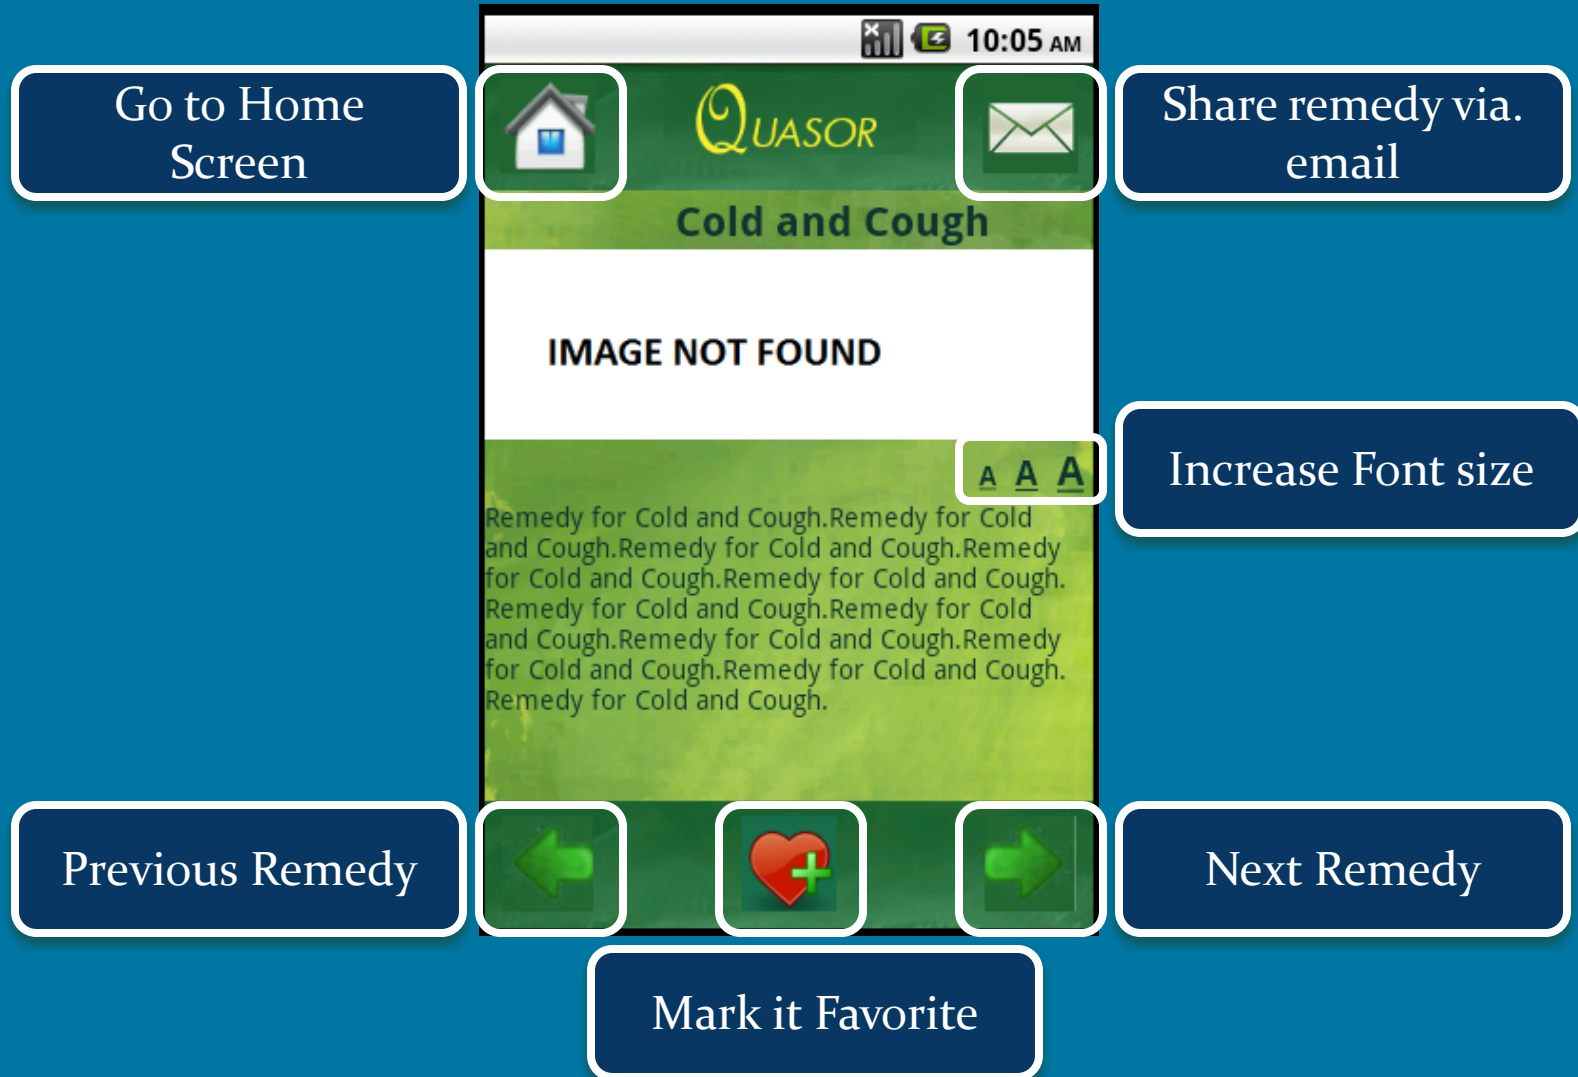 10:05 AM
Go to Home
Screen
QUASOR
Share remedy via.
email
Cold and Cough
IMAGE NOT FOUND
A A A
Increase Font size
Remedy for Cold and Cough.Remedy for Cold
and Cough.Remedy for Cold and Cough.Remedy
for Cold and Cough.Remedy for Cold and Cough.
Remedy for Cold and Cough.Remedy for Cold
and Cough.Remedy for Cold and Cough.Remedy
for Cold and Cough.Remedy for Cold and Cough.
Remedy for Cold and Cough.
Previous Remedy
Next Remedy
Mark it Favorite